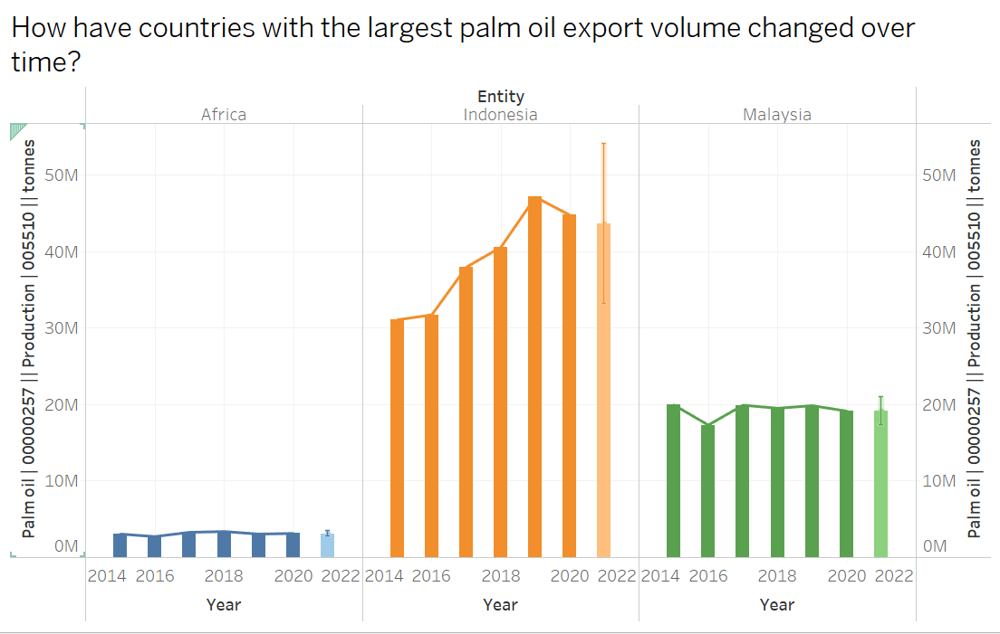 How have countries with the largest palm oil export volume changed over
time?
Entity
Africa
Indonesia
Malaysia
Palm oil | 00000257 || Production | 005510 || tonnes
50M
40M
30M
20M
10M
0M
50M
40M
30M
20M
10M
0M
Palm oil | 00000257 || Production | 005510 || tonnes
2014 2016 2018 2020 2022 2014 2016 2018 2020 2022 2014 2016 2018 2020 2022
Year Year Year